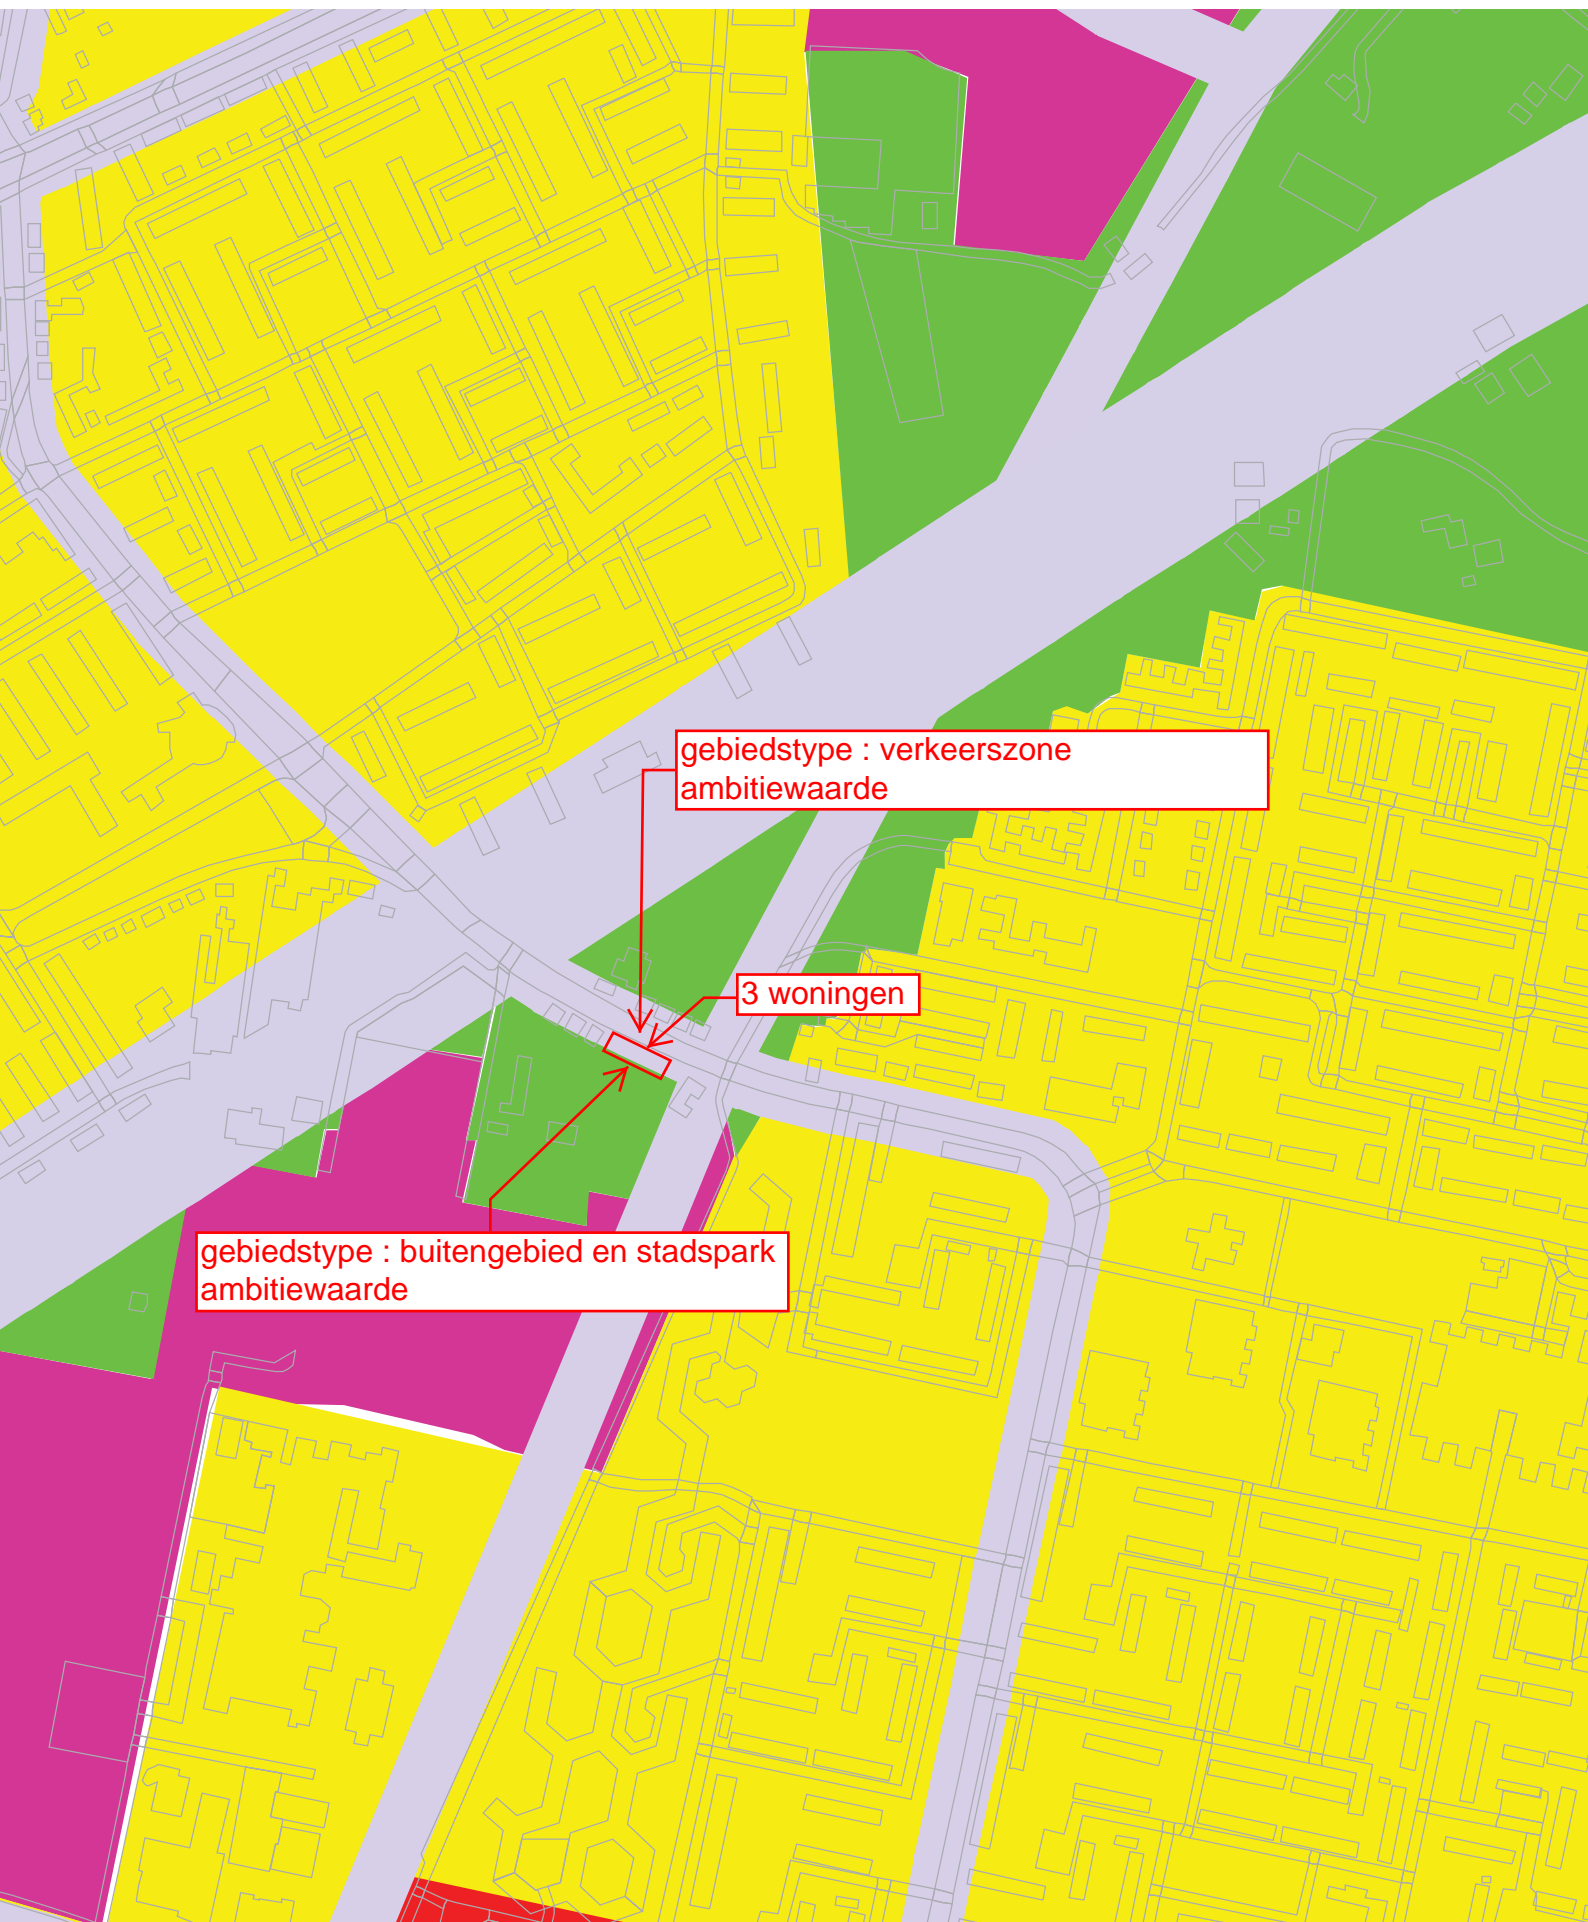 gebiedstype : verkeerszone
ambitiewaarde
3 woningen
gebiedstype : buitengebied en stadspark
ambitiewaarde